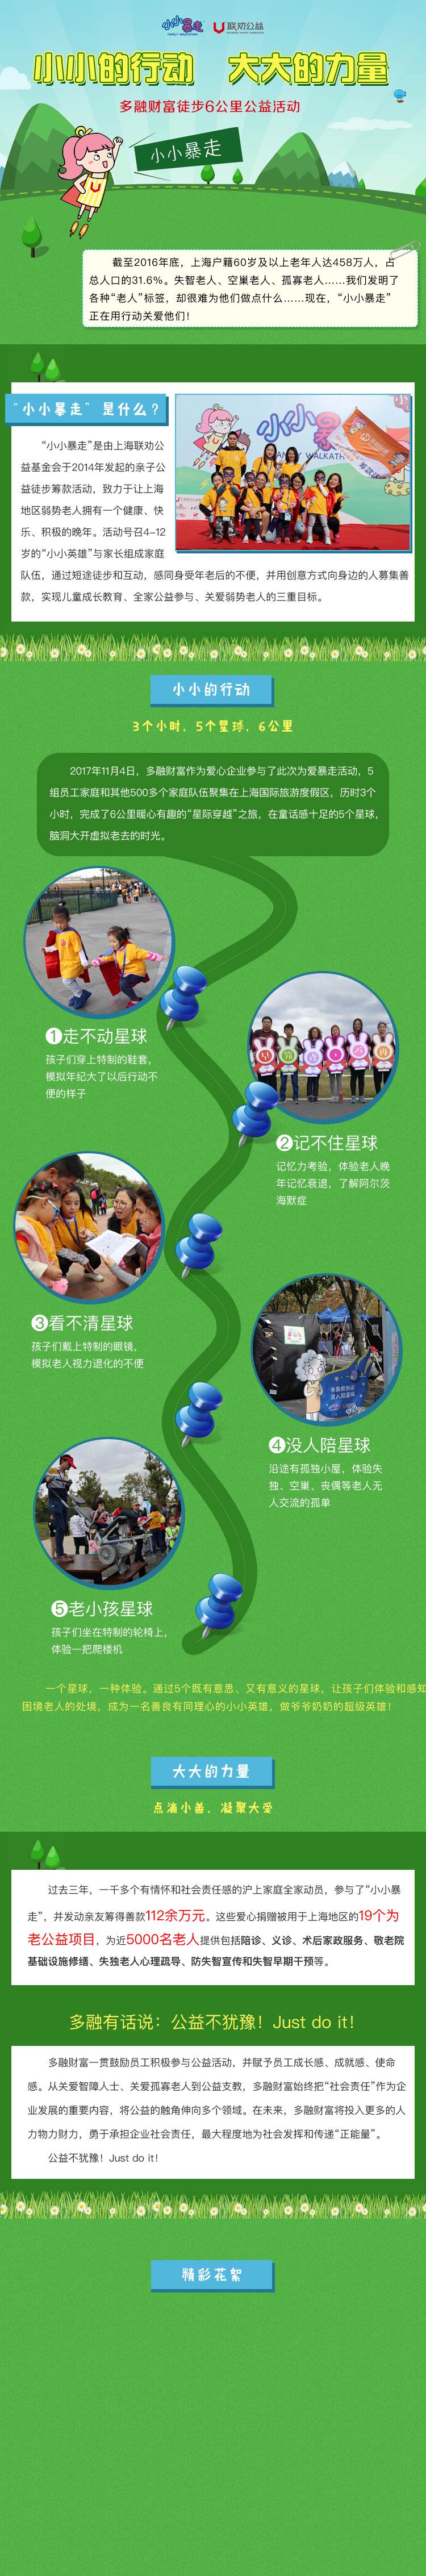 小小暴走
FAMILY WALKATHON
联劝公益
小小的行动 大大的力量
多融财富徒步6公里公益活动
小小暴走
截至2016年底，上海户籍60岁及以上老年人达458万人，占
总人口的31.6%。失智老人、空巢老人、孤寡老人……我们发明了
各种“老人”标签，却很难为他们做点什么……现在，“小小暴走”
正在用行动关爱他们！
“小小暴走”是什么？
“小小暴走”是由上海联劝公
益基金会于2014年发起的亲子公
益徒步筹款活动，致力于让上海
地区弱势老人拥有一个健康、快
乐、积极的晚年。活动号召4-12
岁的“小小英雄”与家长组成家庭
队伍，通过短途徒步和互动，感同身受年老后的不便，并用创意方式向身边的人募集善
款，实现儿童成长教育、全家公益参与、关爱弱势老人的三重目标。
小小的行动
3个小时，5个星球，6公里
2017年11月4日，多融财富作为爱心企业参与了此次为爱暴走活动，5
组员工家庭和其他500多个家庭队伍聚集在上海国际旅游度假区，历时3个
小时，完成了6公里暖心有趣的“星际穿越”之旅，在童话感十足的5个星球，
脑洞大开虚拟老去的时光。
❶走不动星球
孩子们穿上特制的鞋套，
模拟年纪大了以后行动不
便的样子
❷记不住星球
记忆力考验，体验老人晚
年记忆衰退，了解阿尔茨
海默症
❸看不清星球
孩子们戴上特制的眼镜，
模拟老人视力退化的不便
❹没人陪星球
沿途有孤独小屋，体验失
独、空巢、丧偶等老人无
人交流的孤单
❺老小孩星球
孩子们坐在特制的轮椅上，
体验一把爬楼机
一个星球，一种体验。通过5个既有意思、又有意义的星球，让孩子们体验和感知
困境老人的处境，成为一名善良有同理心的小小英雄，做爷爷奶奶的超级英雄！
大大的力量
点滴小善，凝聚大爱
过去三年，一千多个有情怀和社会责任感的沪上家庭全家动员，参与了“小小暴
走”，并发动亲友筹得善款112余万元。这些爱心捐赠被用于上海地区的19个为
老公益项目，为近5000名老人提供包括陪诊、义诊、术后家政服务、敬老院
基础设施修缮、失独老人心理疏导、防失智宣传和失智早期干预等。
多融有话说：公益不犹豫！Just do it！
多融财富一贯鼓励员工积极参与公益活动，并赋予员工成长感、成就感、使命
感。从关爱智障人士、关爱孤寡老人到公益支教，多融财富始终把“社会责任”作为企
业发展的重要内容，将公益的触角伸向多个领域。在未来，多融财富将投入更多的人
力物力财力，勇于承担企业社会责任，最大程度地为社会发挥和传递“正能量”。
公益不犹豫！Just do it！
精彩花絮